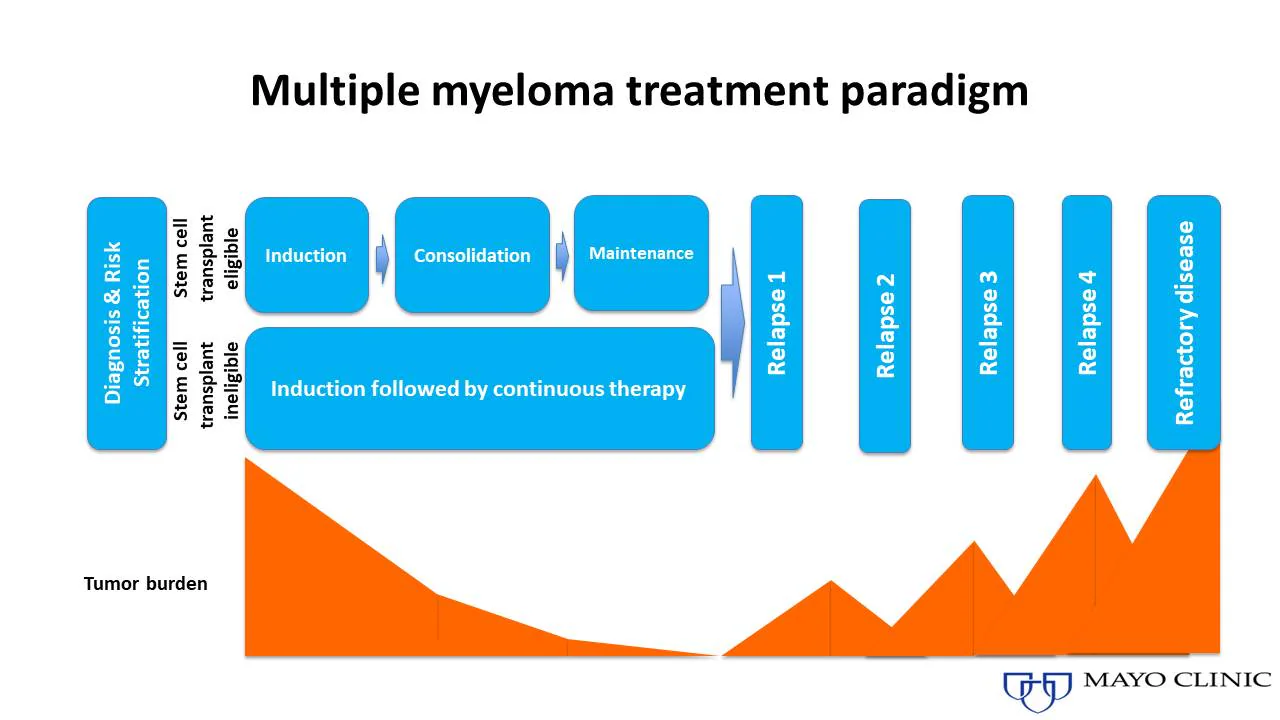 Multiple myeloma treatment paradigm
Diagnosis & Risk
Stratification
Stem cell
transplant
eligible
Induction
Consolidation
Maintenance
Stem cell
transplant
ineligible
Induction followed by continuous therapy
Relapse 1
Relapse 2
Relapse 3
Relapse 4
Refractory disease
Tumor burden
MAYO CLINIC